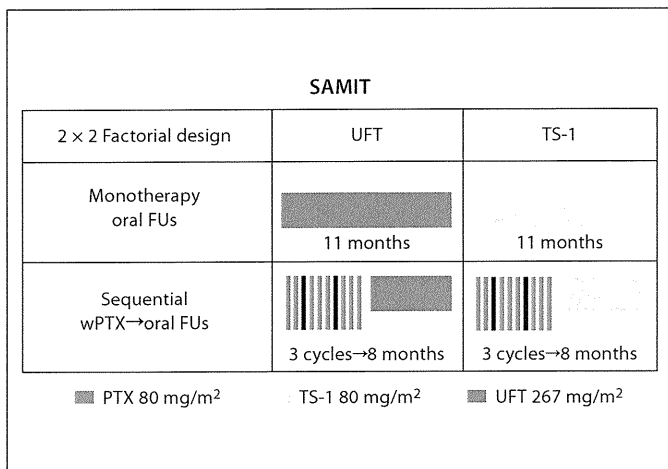 SAMIT
2 × 2 Factorial design UFT TS-1
Monotherapy
oral FUs
11 months 11 months
Sequential
wPTX→oral FUs
3 cycles→8 months 3 cycles→8 months
PTX 80 mg/m² TS-1 80 mg/m² UFT 267 mg/m²